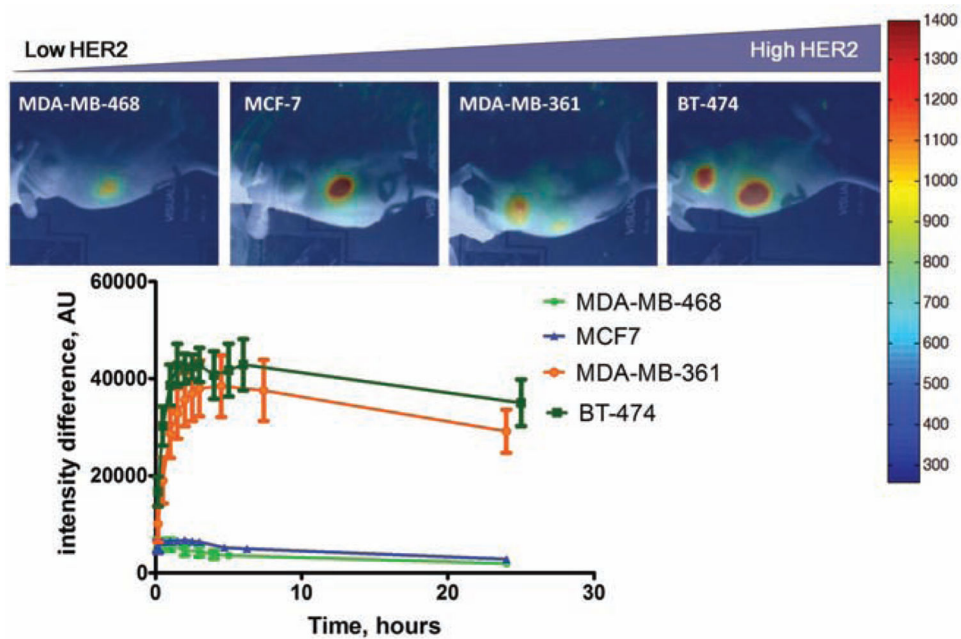 Low HER2
High HER2
MDA-MB-468
MCF-7
MDA-MB-361
BT-474
1400
1300
1200
1100
1000
900
800
700
600
500
400
300
intensity difference, AU
60000
40000
20000
0
MDA-MB-468
MCF7
MDA-MB-361
BT-474
0
10
20
30
Time, hours